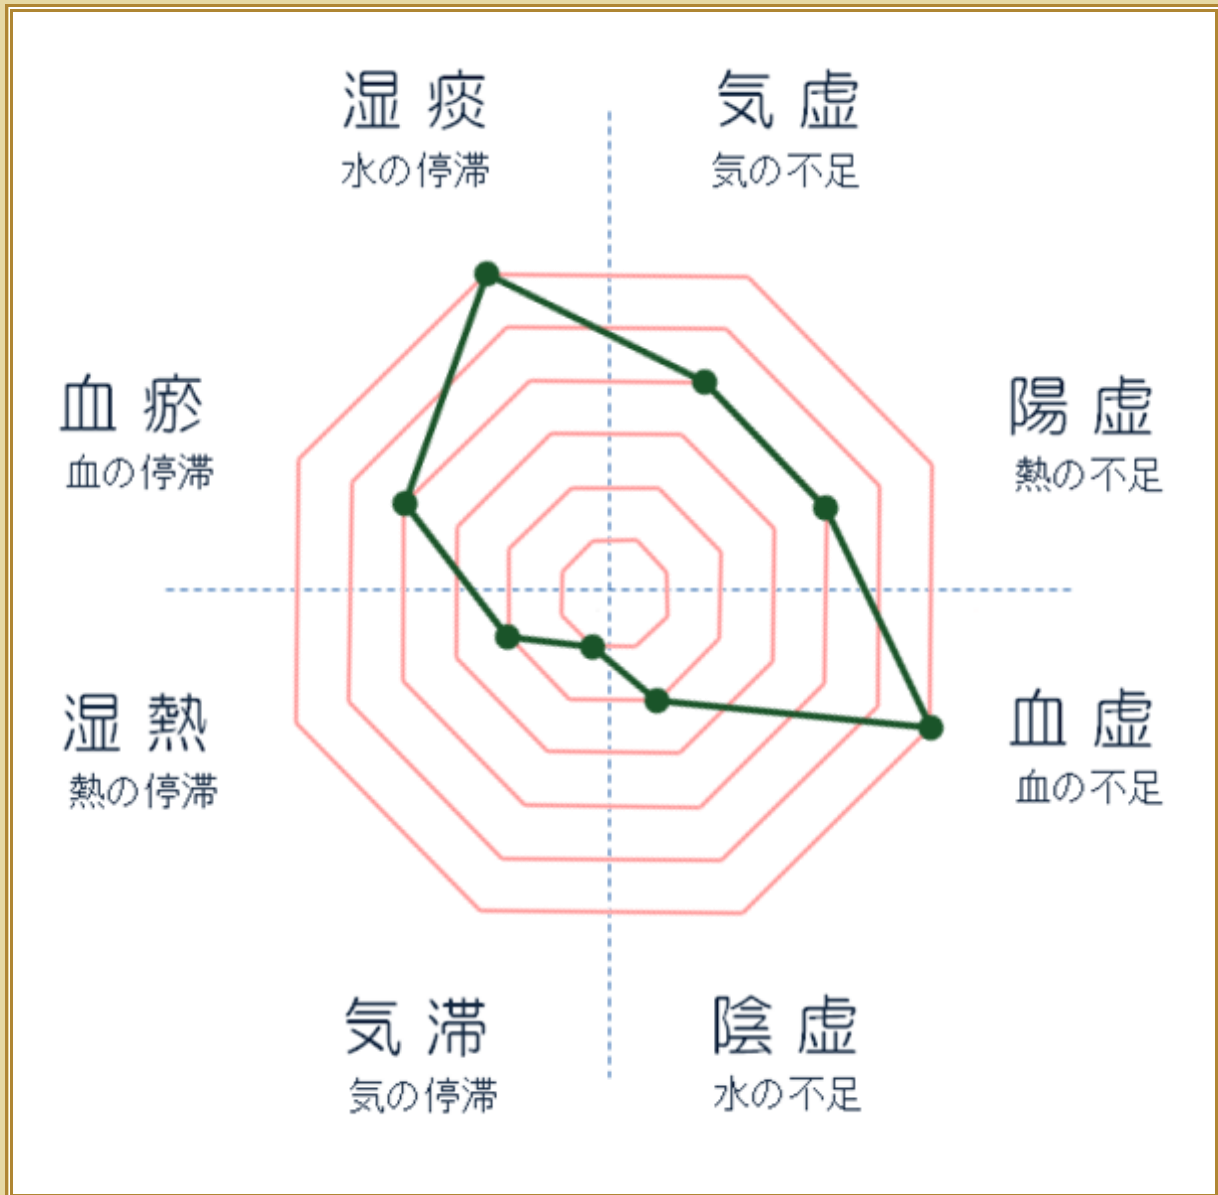 湿痰
水の停滞
気虚
気の不足
血瘀
血の停滞
陽虚
熱の不足
湿熱
熱の停滞
血虚
血の不足
気滞
気の停滞
陰虚
水の不足